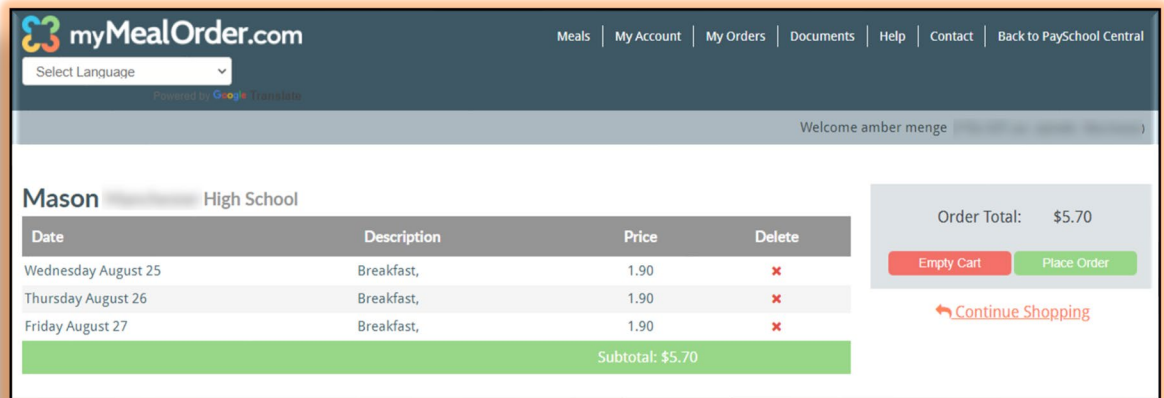 myMealOrder.com
Meals My Account My Orders Documents Help Contact Back to PaySchool Central
Select Language
Powered by Google Translate
Welcome amber menge )
Mason High School
Date Description Price Delete
Wednesday August 25 Breakfast, 1.90
Thursday August 26 Breakfast, 1.90
Friday August 27 Breakfast, 1.90
Subtotal: $5.70
Order Total: $5.70
Empty Cart Place Order
Continue Shopping